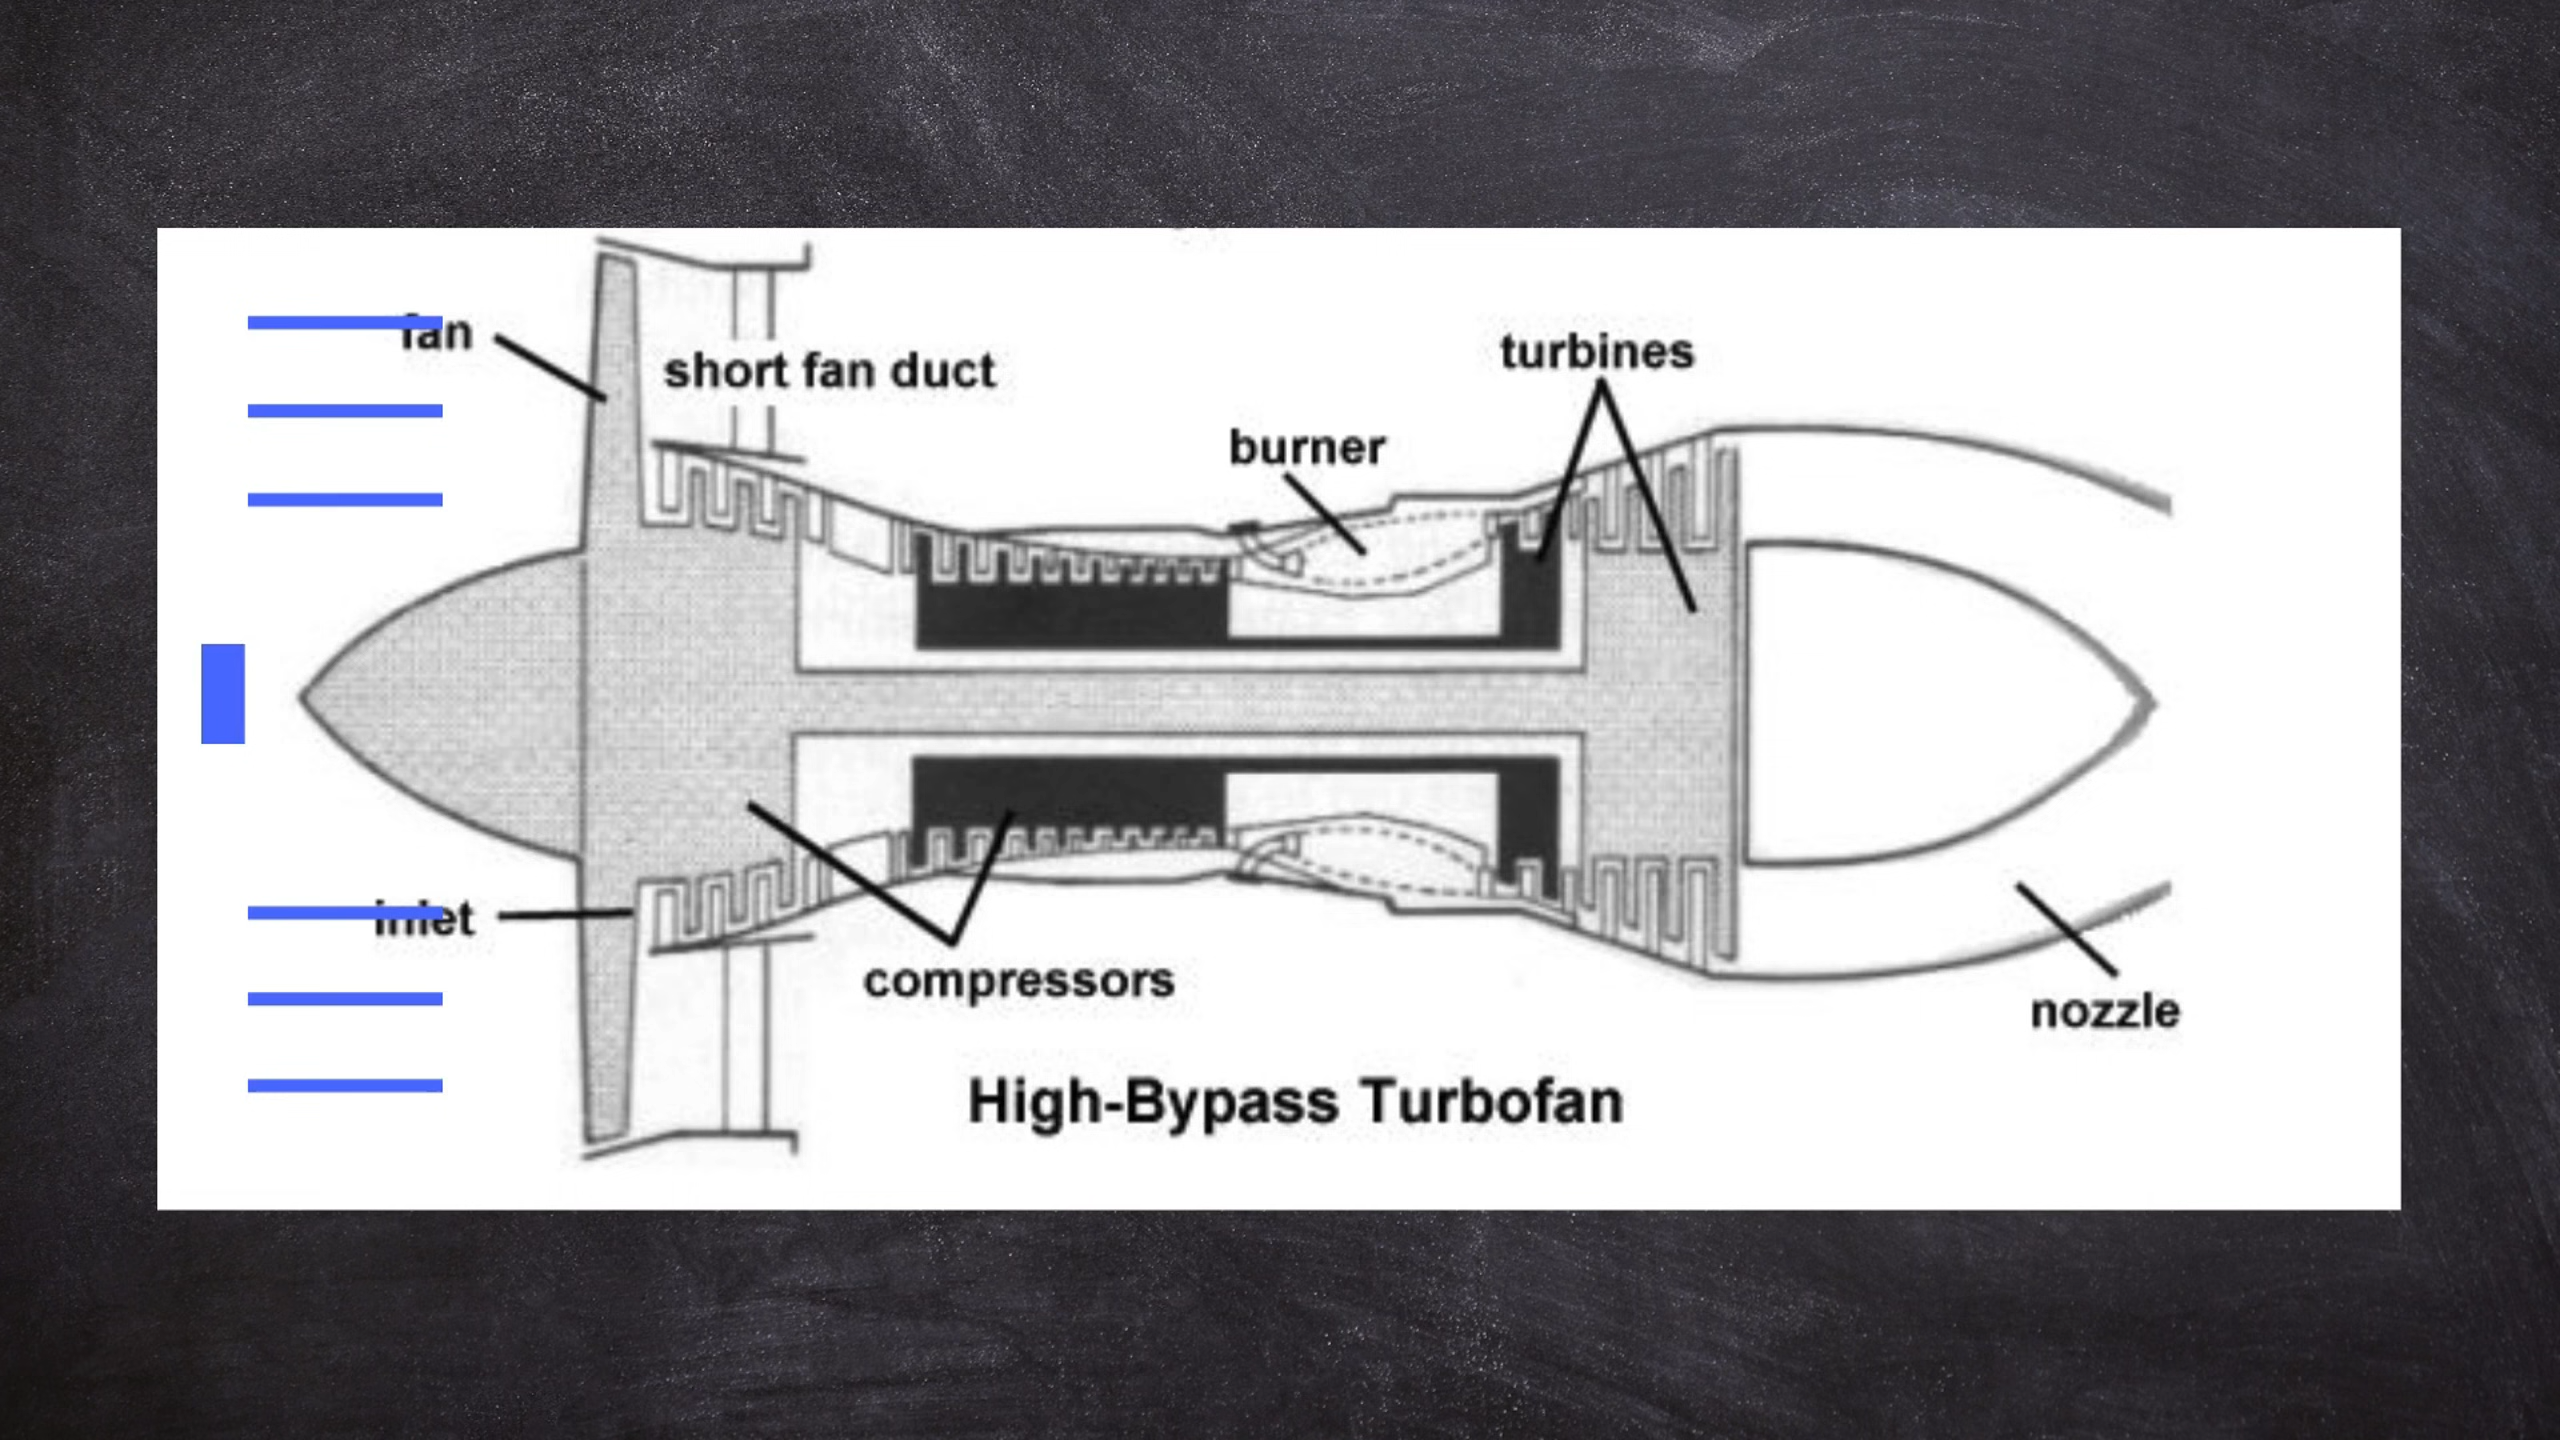 fan
short fan duct
turbines
burner
inlet
compressors
nozzle
High-Bypass Turbofan